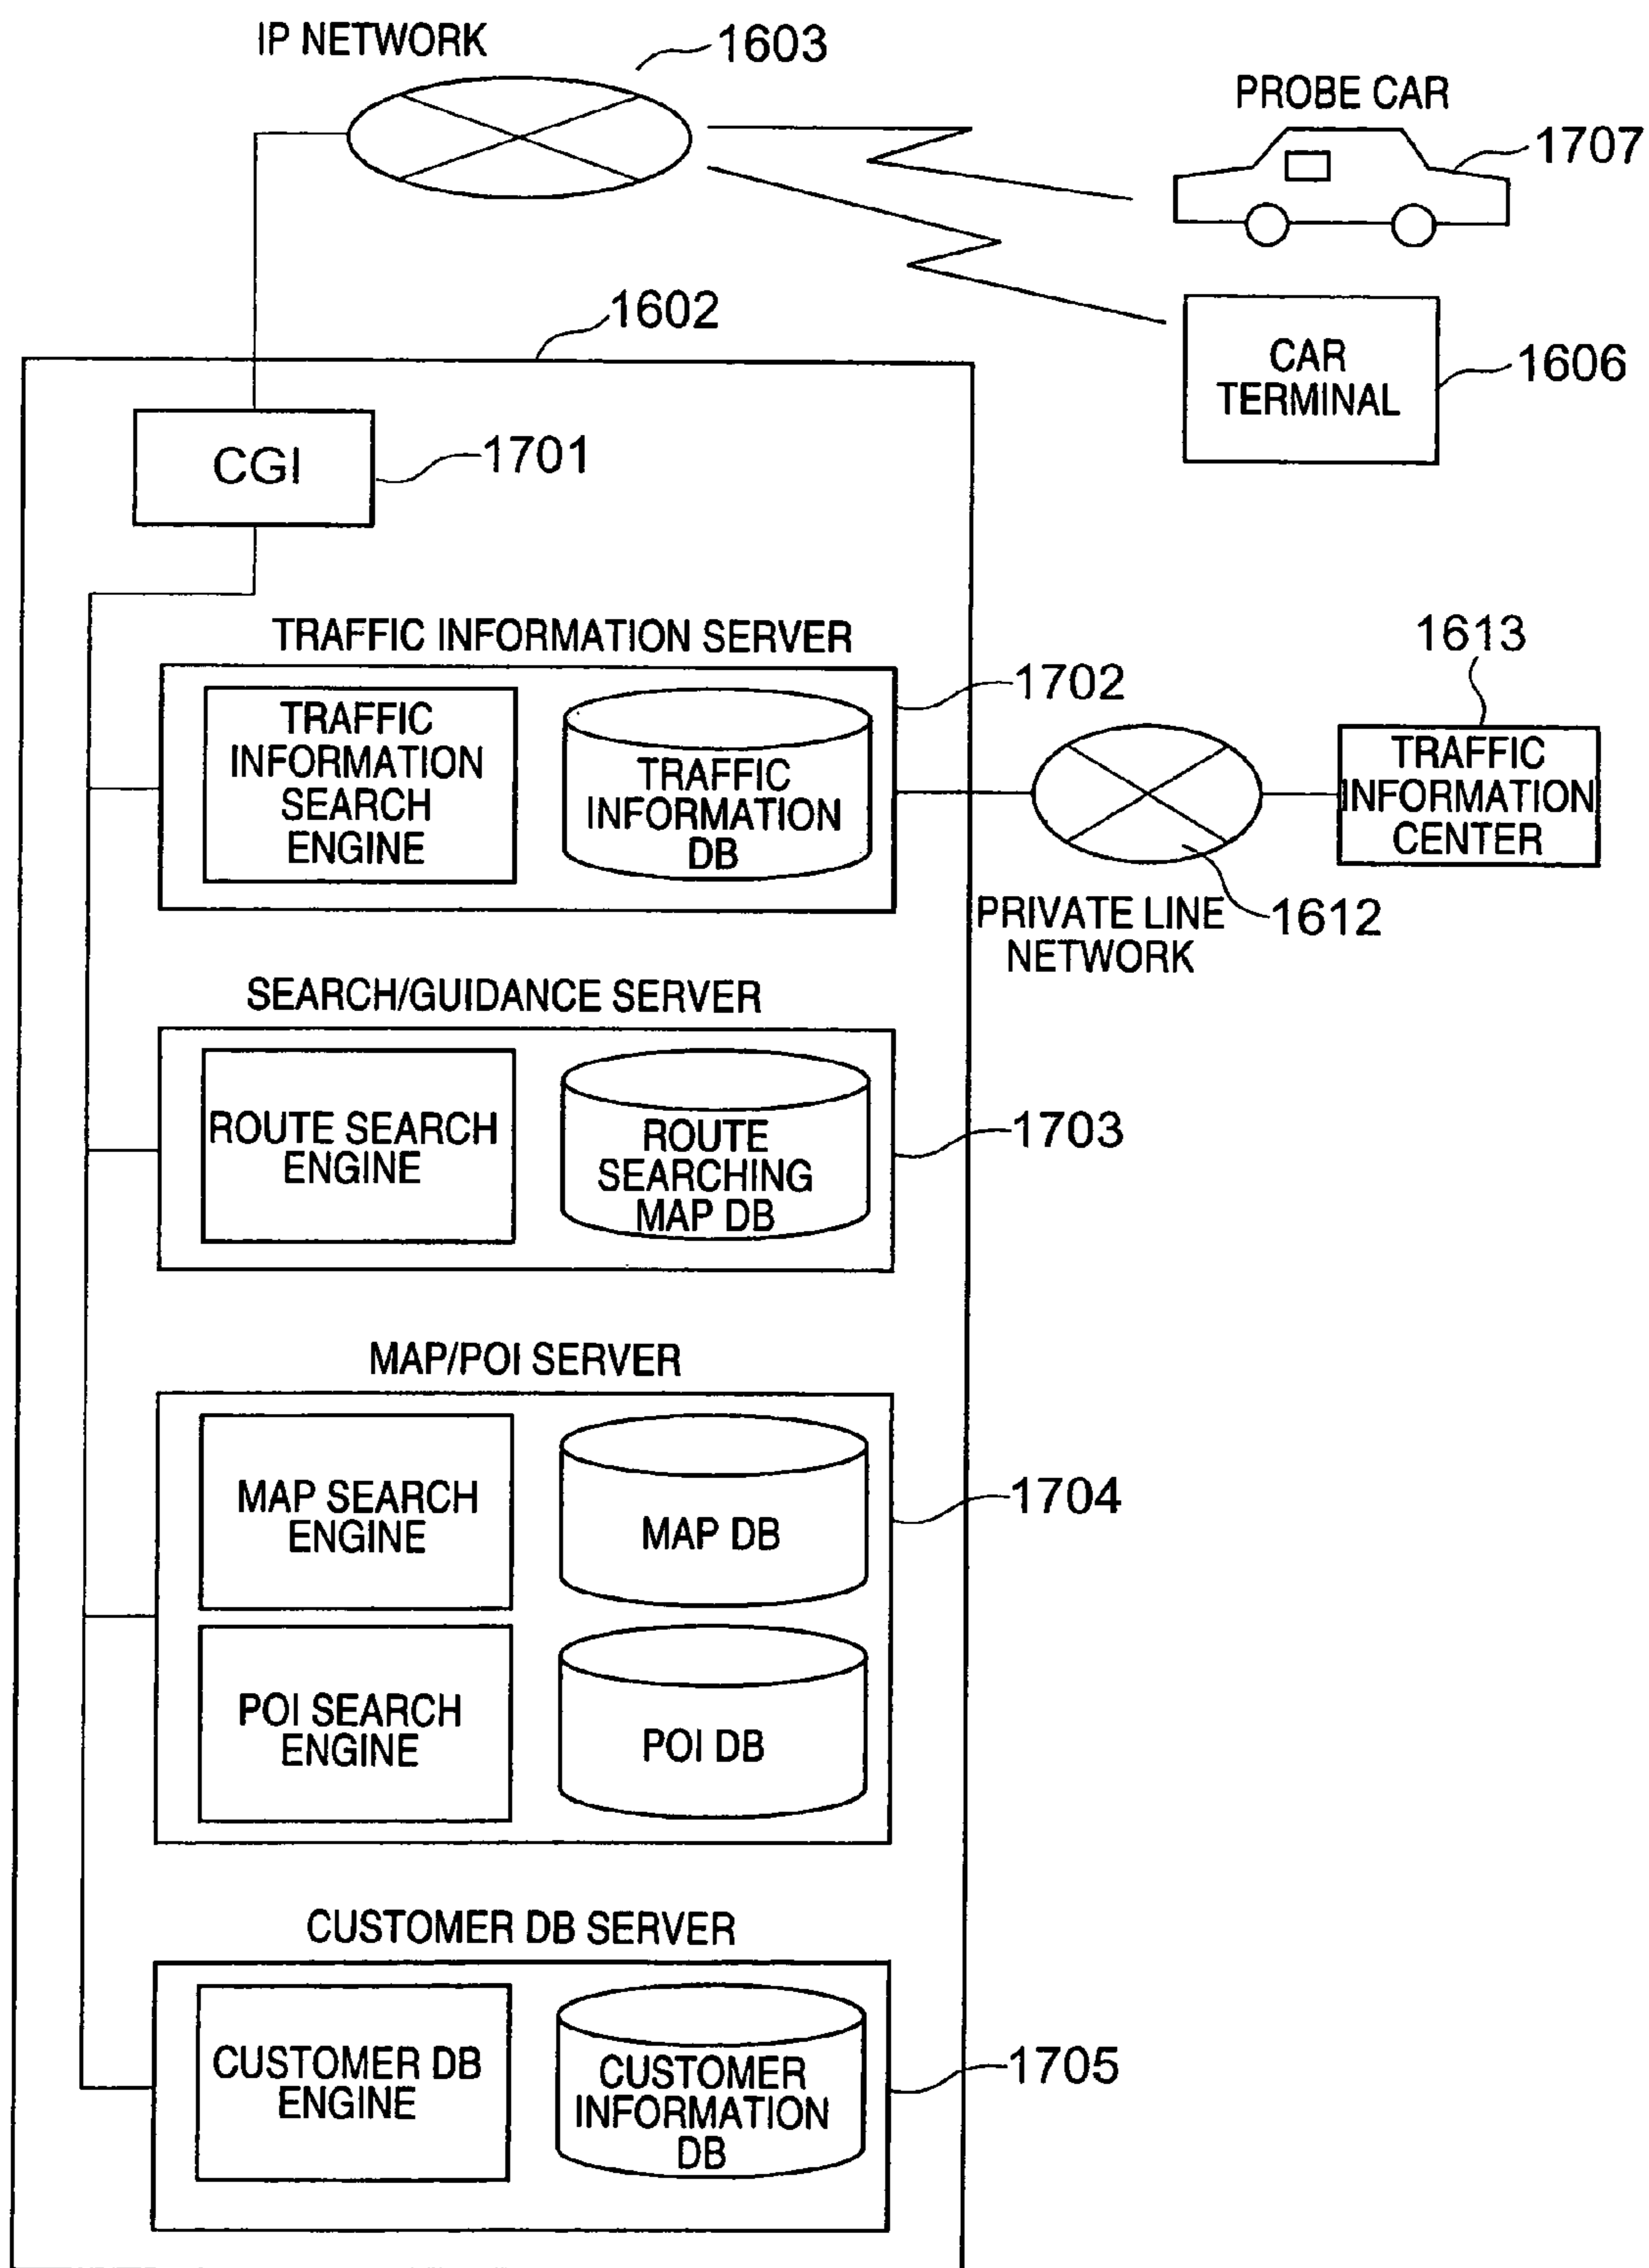 IP NETWORK
1603
PROBE CAR
1707
1602
CAR
TERMINAL
1606
CGI
1701
TRAFFIC INFORMATION SERVER
1613
1702
TRAFFIC
INFORMATION
SEARCH
ENGINE
TRAFFIC
INFORMATION
DB
TRAFFIC
INFORMATION
CENTER
PRIVATE LINE
NETWORK
1612
SEARCH/GUIDANCE SERVER
ROUTE SEARCH
ENGINE
ROUTE
SEARCHING
MAP DB
1703
MAP/POI SERVER
MAP SEARCH
ENGINE
MAP DB
1704
POI SEARCH
ENGINE
POI DB
CUSTOMER DB SERVER
CUSTOMER DB
ENGINE
CUSTOMER
INFORMATION
DB
1705